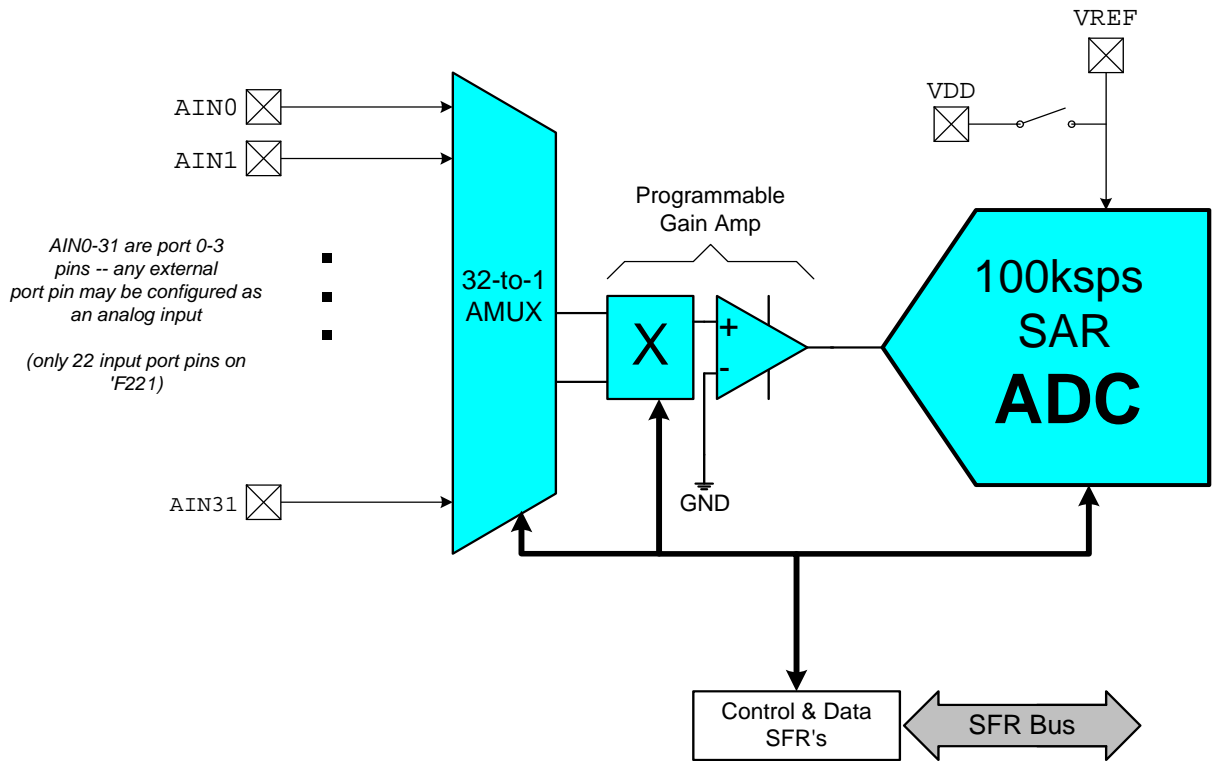 VREF
VDD
AIN0
AIN1
Programmable
Gain Amp
AIN0-31 are port 0-3
pins -- any external
port pin may be configured as
an analog input
(only 22 input port pins on
'F221)
32-to-1
AMUX
X
+
-
100ksps
SAR
ADC
AIN31
GND
Control & Data
SFR's
SFR Bus